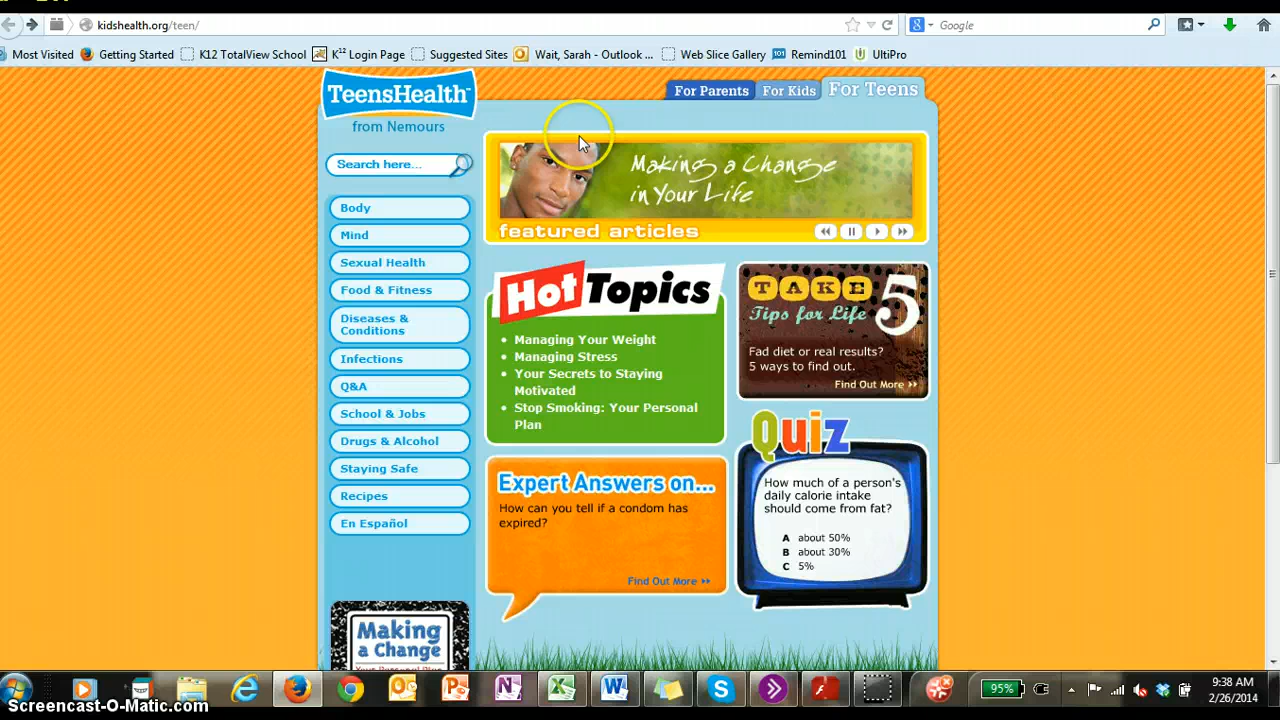 kidshealth.org/teen/
Google
Most Visited
Getting Started
K12 TotalView School
K¹² Login Page
Suggested Sites
Wait, Sarah - Outlook ...
Web Slice Gallery
Remind101
UltiPro
TeensHealth
from Nemours
For Parents
For Kids
For Teens
Search here...
Body
Mind
Sexual Health
Food & Fitness
Diseases &
Conditions
Infections
Q&A
School & Jobs
Drugs & Alcohol
Staying Safe
Recipes
En Español
Making
a Change
Making a Change
in Your Life
featured articles
Hot Topics
• Managing Your Weight
• Managing Stress
• Your Secrets to Staying
Motivated
• Stop Smoking: Your Personal
Plan
TAKE 5
Tips for Life
Fad diet or real results?
5 ways to find out.
Find Out More
Expert Answers on...
How can you tell if a condom has
expired?
Find Out More
Quiz
How much of a person's
daily calorie intake
should come from fat?
A about 50%
B about 30%
C 5%
95%
9:38 AM
2/26/2014
Screencast-O-Matic.com